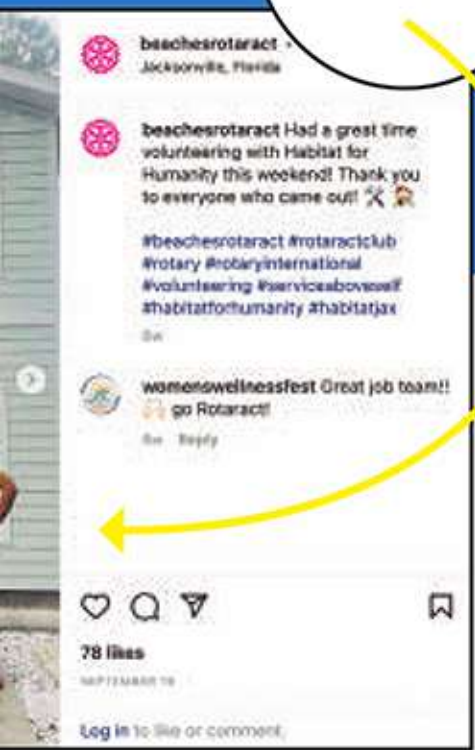 beachesrotaract •
Jacksonville, Florida
beachesrotaract Had a great time
volunteering with Habitat for
Humanity this weekend! Thank you
to everyone who came out! 🛠️ 🏠
#beachesrotaract #rotaractclub
#rotary #rotaryinternational
#volunteering #serviceaboveself
#habitatforhumanity #habitatjax
womenswellnessfest Great job team!!
🙌🏻 go Rotaract!
Reply
78 likes
SEPTEMBER
Log in to like or comment.